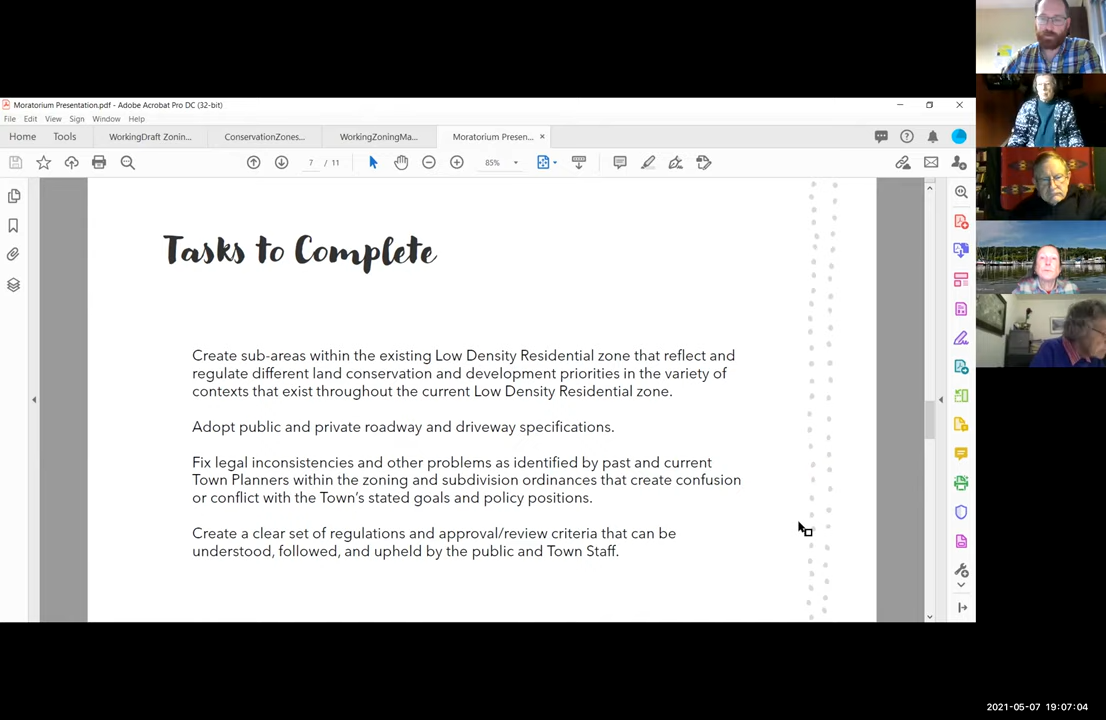 Moratorium Presentation.pdf - Adobe Acrobat Pro DC (32-bit)
File Edit View Sign Window Help
Home Tools WorkingDraft Zonin... ConservationZones... WorkingZoningMa... Moratorium Presen... ×
7 / 11 85%
Tasks to Complete
Create sub-areas within the existing Low Density Residential zone that reflect and
regulate different land conservation and development priorities in the variety of
contexts that exist throughout the current Low Density Residential zone.
Adopt public and private roadway and driveway specifications.
Fix legal inconsistencies and other problems as identified by past and current
Town Planners within the zoning and subdivision ordinances that create confusion
or conflict with the Town's stated goals and policy positions.
Create a clear set of regulations and approval/review criteria that can be
understood, followed, and upheld by the public and Town Staff.
2021-05-07 19:07:04